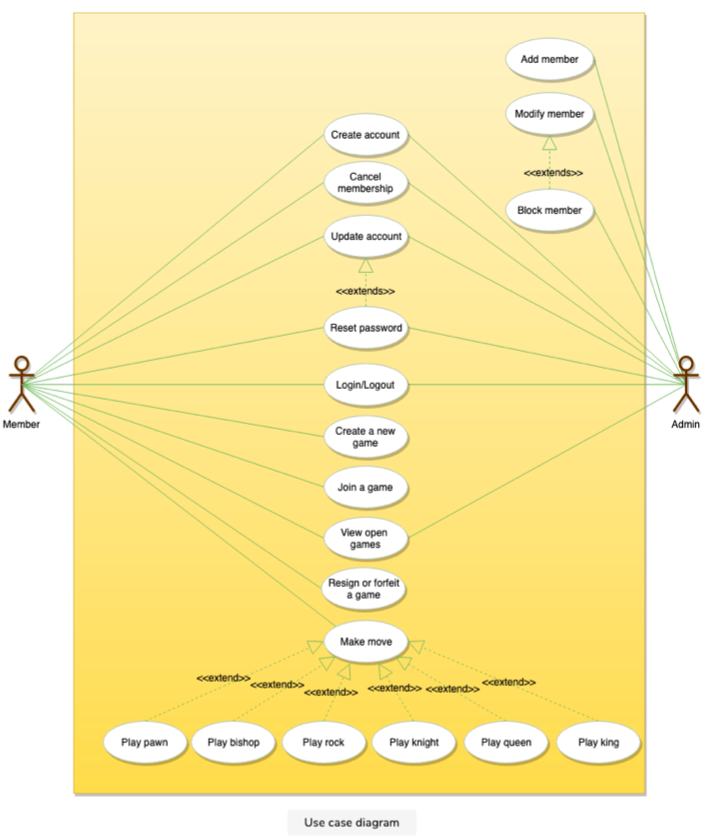 Add member
Modify member
<<extends>>
Block member
Create account
Cancel
membership
Update account
<<extends>>
Reset password
Login/Logout
Create a new
game
Join a game
View open
games
Resign or forfeit
a game
Make move
Member
Admin
<<extend>>
<<extend>>
<<extend>>
<<extend>>
<<extend>>
<<extend>>
Play pawn
Play bishop
Play rock
Play knight
Play queen
Play king
Use case diagram